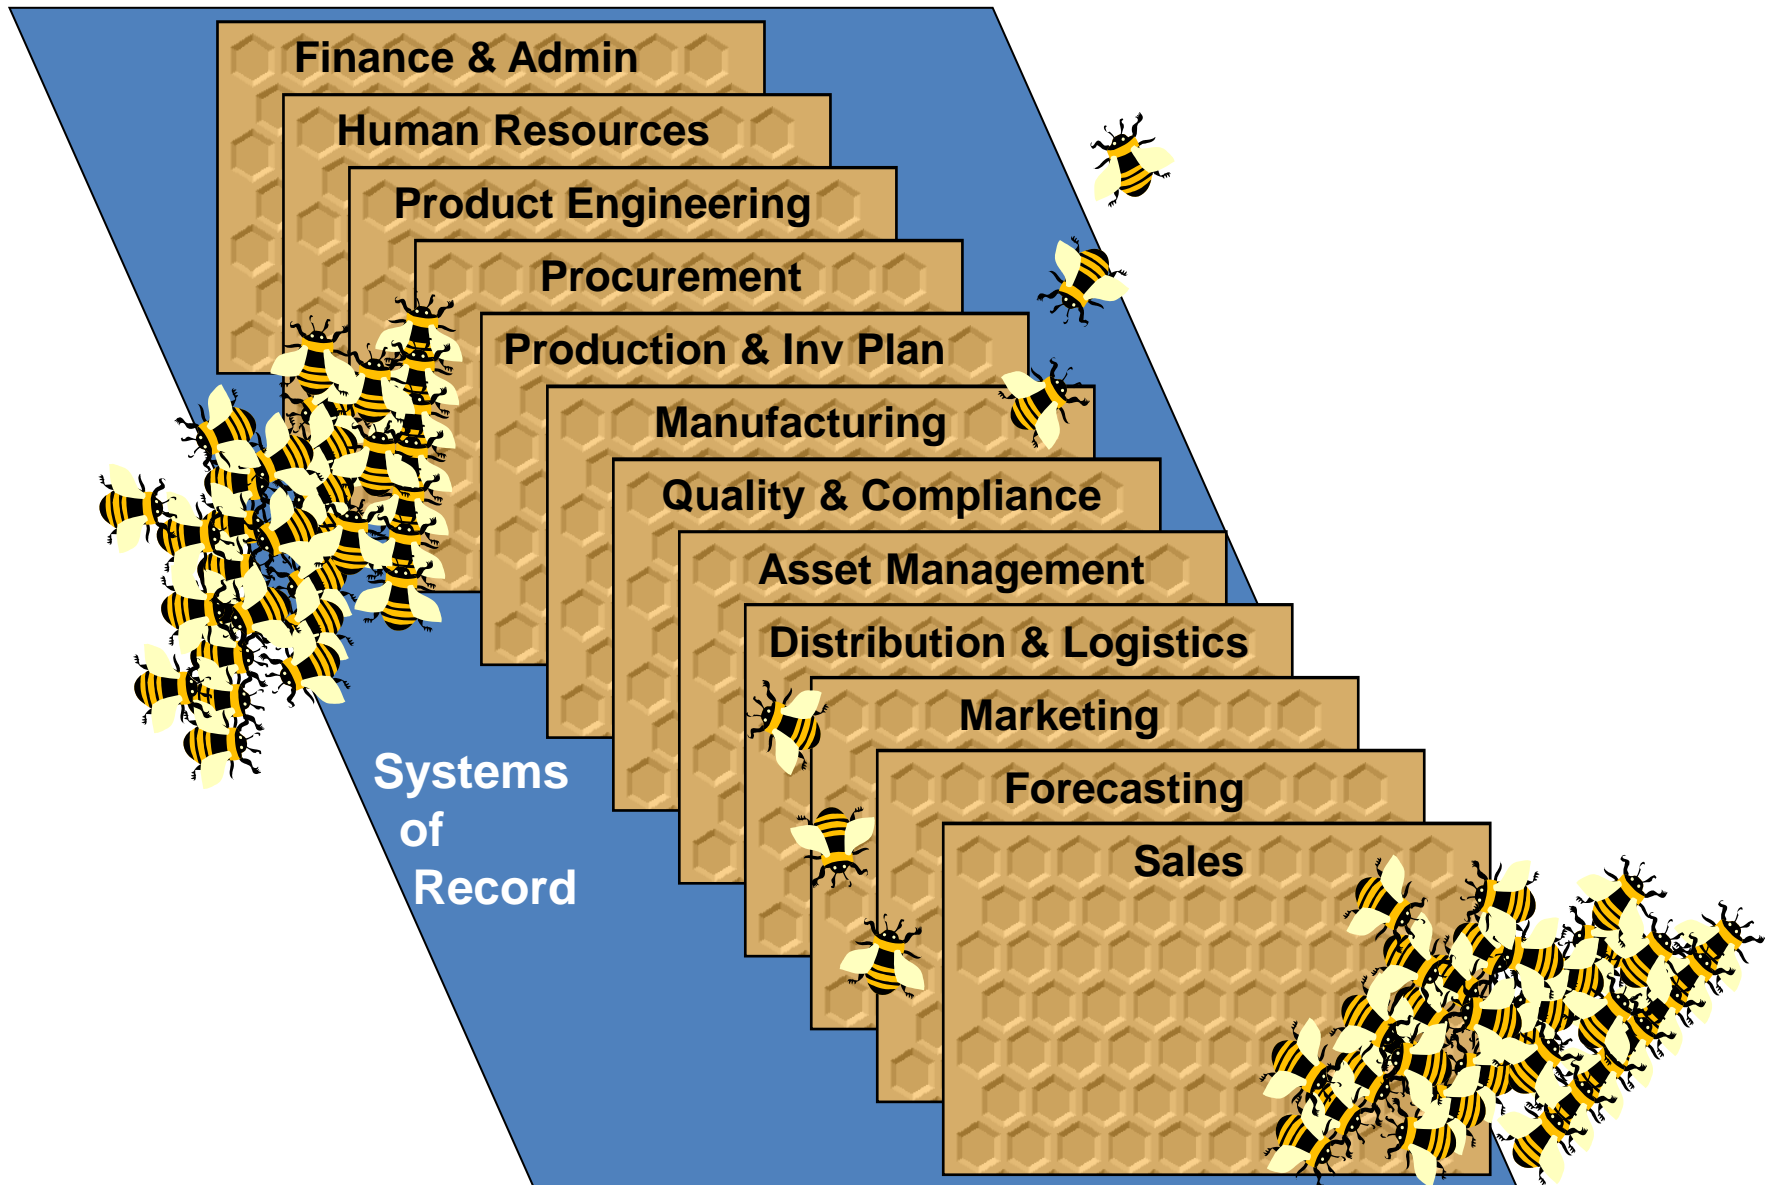 Finance & Admin
Human Resources
Product Engineering
Procurement
Production & Inv Plan
Manufacturing
Quality & Compliance
Asset Management
Distribution & Logistics
Marketing
Forecasting
Sales
Systems
of
Record